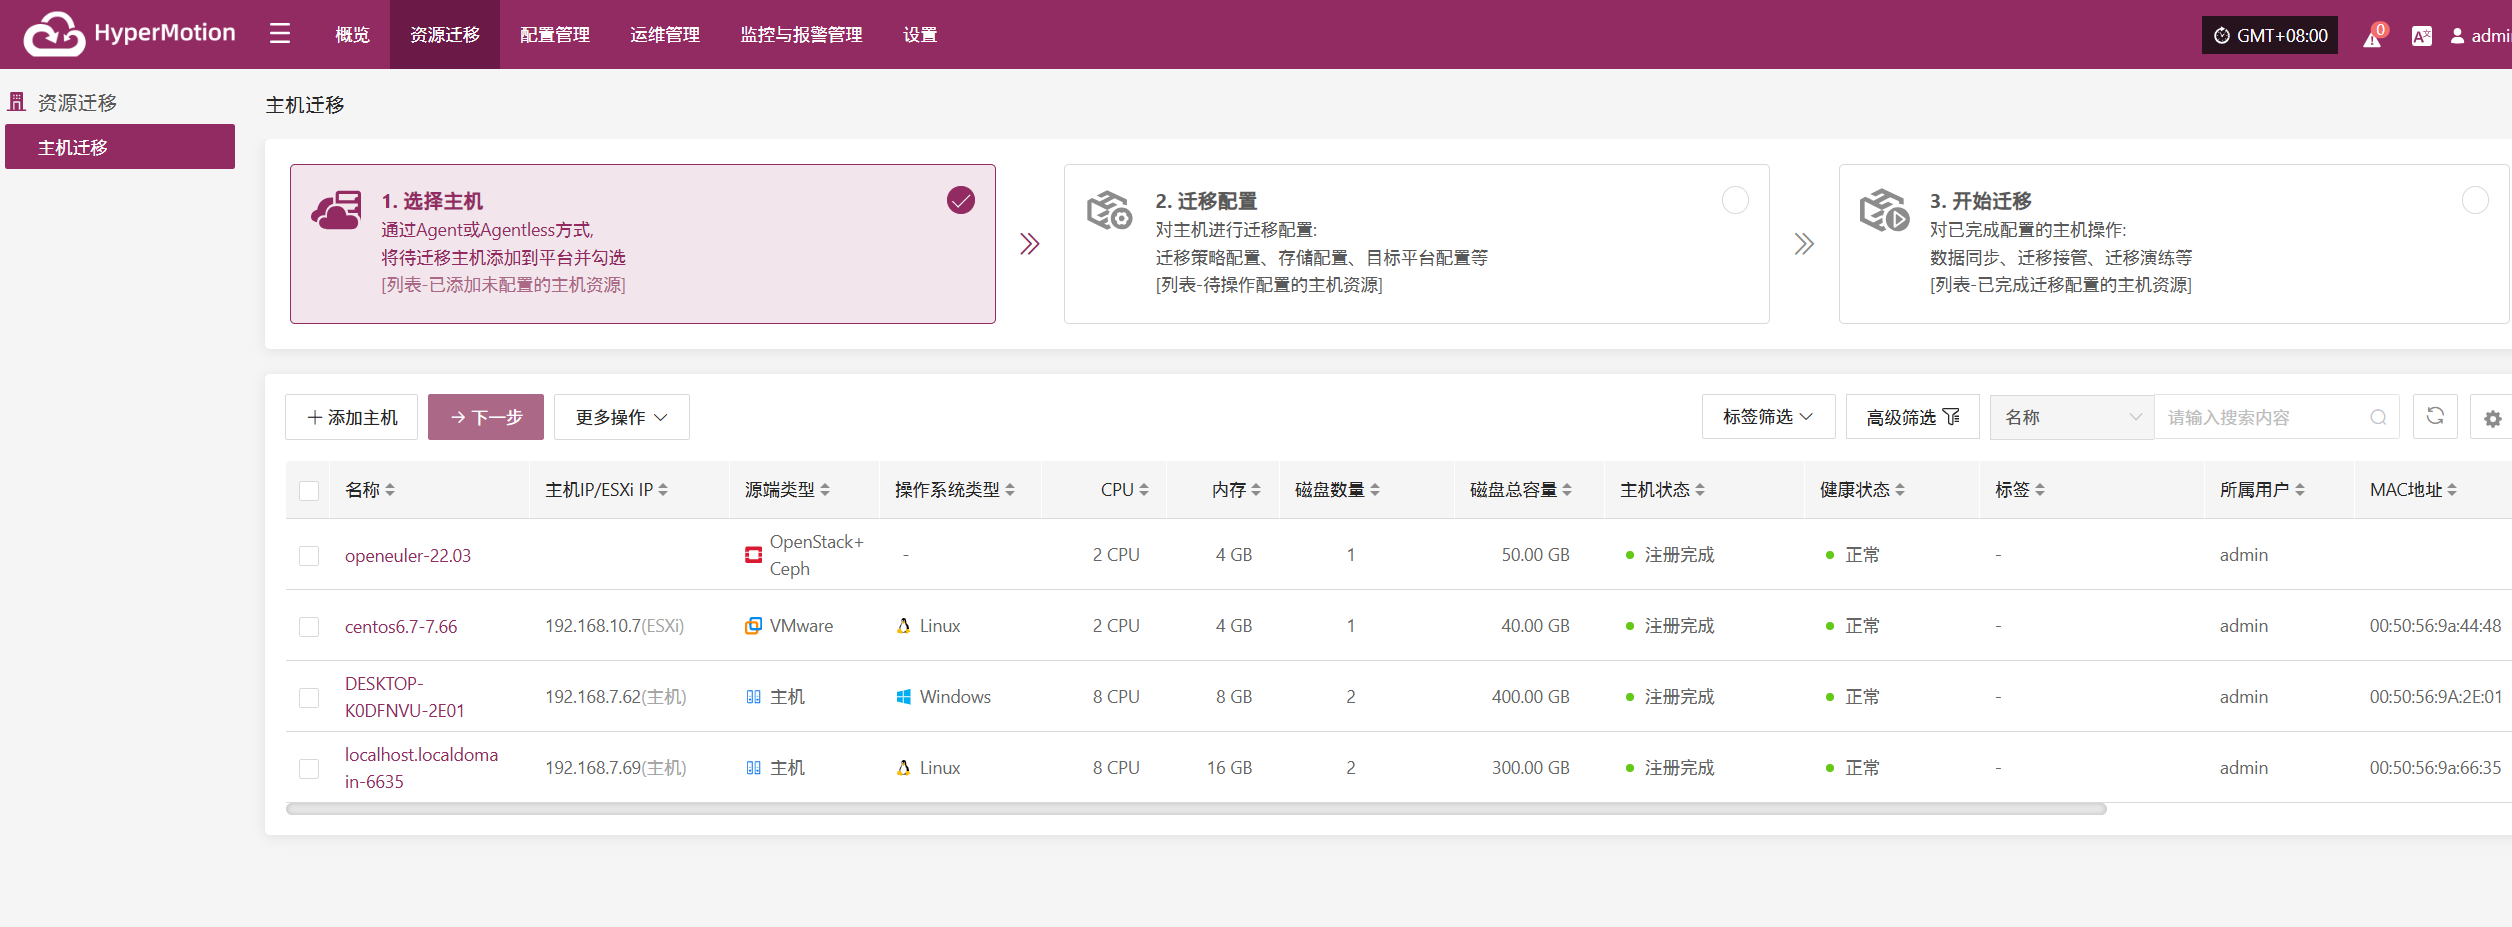 HyperMotion 概览 资源迁移 配置管理 运维管理 监控与报警管理 设置 GMT+08:00 0 A文
资源迁移
主机迁移
主机迁移
1. 选择主机
通过Agent或Agentless方式,
将待迁移主机添加到平台并勾选
[列表-已添加未配置的主机资源]
2. 迁移配置
对主机进行迁移配置:
迁移策略配置、存储配置、目标平台配置等
[列表-待操作配置的主机资源]
3. 开始迁移
对已完成配置的主机操作:
数据同步、迁移接管、迁移演练等
[列表-已完成迁移配置的主机资源]
添加主机 下一步 更多操作 标签筛选 高级筛选 名称 请输入搜索内容
名称 主机IP/ESXi IP 源端类型 操作系统类型 CPU 内存 磁盘数量 磁盘总容量 主机状态 健康状态 标签 所属用户 MAC地址
openeuler-22.03 OpenStack+ - 2 CPU 4 GB 1 50.00 GB 注册完成 正常 - admin
Ceph
centos6.7-7.66 192.168.10.7(ESXi) VMware Linux 2 CPU 4 GB 1 40.00 GB 注册完成 正常 - admin 00:50:56:9a:44:48
DESKTOP-
K0DFNVU-2E01 192.168.7.62(主机) 主机 Windows 8 CPU 8 GB 2 400.00 GB 注册完成 正常 - admin 00:50:56:9A:2E:01
localhost.localdoma
in-6635 192.168.7.69(主机) 主机 Linux 8 CPU 16 GB 2 300.00 GB 注册完成 正常 - admin 00:50:56:9a:66:35